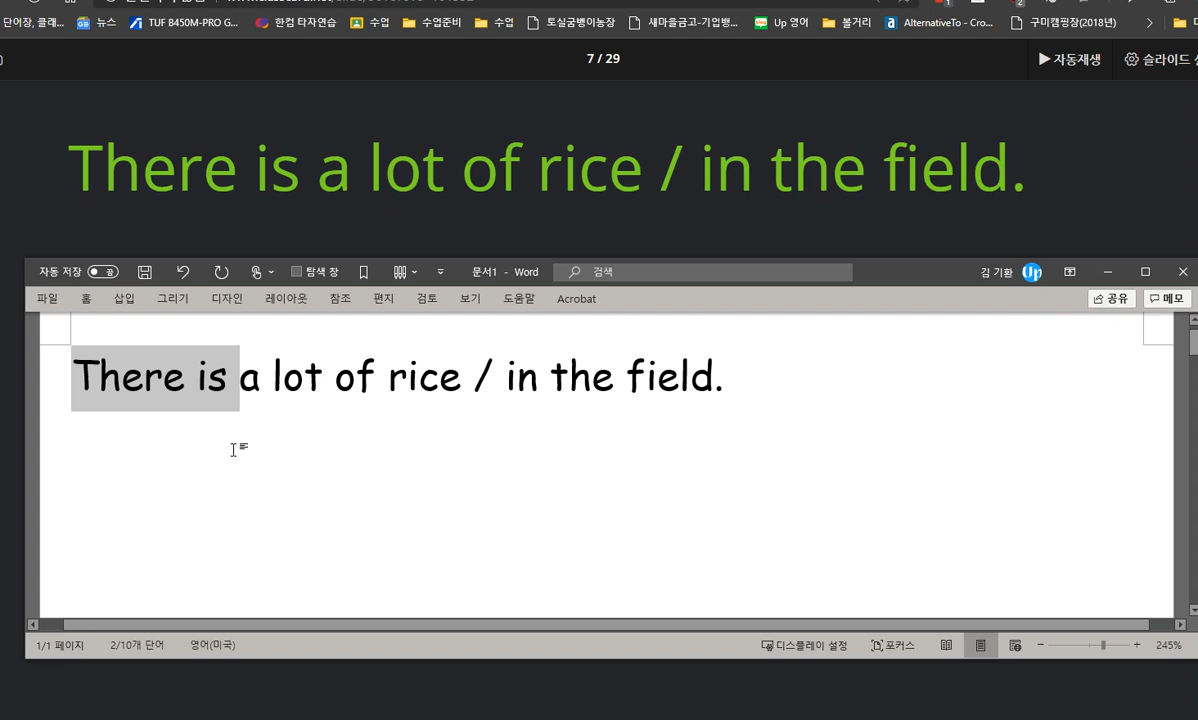 단어장, 클래... 뉴스 TUF B450M-PRO G... 한컴 타자연습 수업 수업준비 수업 토실굼뱅이농장 새마을금고-기업뱅... Up 영어 볼거리 AlternativeTo - Cro... 구미캠핑장(2018년)
7 / 29 자동재생 슬라이드
There is a lot of rice / in the field.
자동 저장 끔 탐색 창 문서1 - Word 검색 김 기환 Up
파일 홈 삽입 그리기 디자인 레이아웃 참조 편지 검토 보기 도움말 Acrobat 공유 메모
There is a lot of rice / in the field.
1/1 페이지 2/10개 단어 영어(미국) 디스플레이 설정 포커스 245%